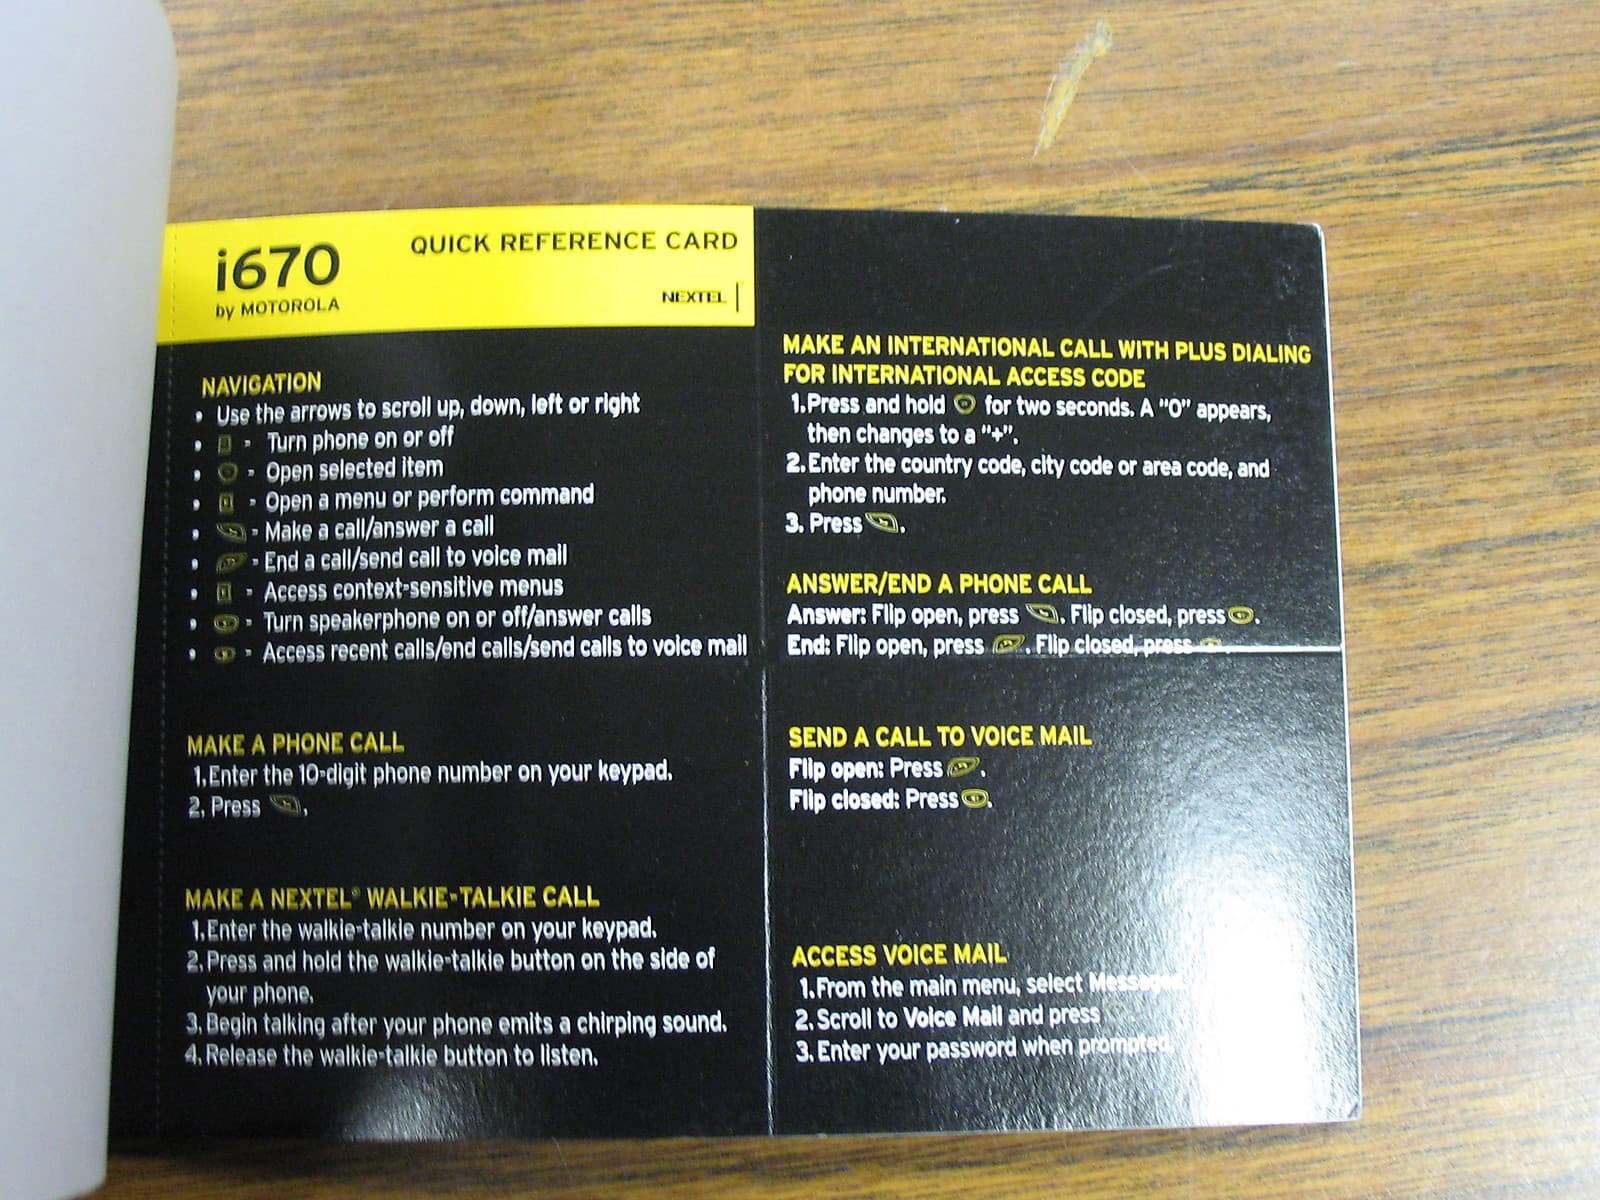 i670
by MOTOROLA
QUICK REFERENCE CARD
NEXTEL
NAVIGATION
• Use the arrows to scroll up, down, left or right
• = Turn phone on or off
• = Open selected item
• = Open a menu or perform command
• = Make a call/answer a call
• = End a call/send call to voice mail
• = Access context-sensitive menus
• = Turn speakerphone on or off/answer calls
• = Access recent calls/end calls/send calls to voice mail
MAKE A PHONE CALL
1. Enter the 10-digit phone number on your keypad.
2. Press .
MAKE A NEXTEL® WALKIE-TALKIE CALL
1. Enter the walkie-talkie number on your keypad.
2. Press and hold the walkie-talkie button on the side of
your phone.
3. Begin talking after your phone emits a chirping sound.
4. Release the walkie-talkie button to listen.
MAKE AN INTERNATIONAL CALL WITH PLUS DIALING
FOR INTERNATIONAL ACCESS CODE
1. Press and hold for two seconds. A "0" appears,
then changes to a "+".
2. Enter the country code, city code or area code, and
phone number.
3. Press .
ANSWER/END A PHONE CALL
Answer: Flip open, press . Flip closed, press .
End: Flip open, press . Flip closed, press .
SEND A CALL TO VOICE MAIL
Flip open: Press .
Flip closed: Press .
ACCESS VOICE MAIL
1. From the main menu, select Messages.
2. Scroll to Voice Mail and press
3. Enter your password when prompted.